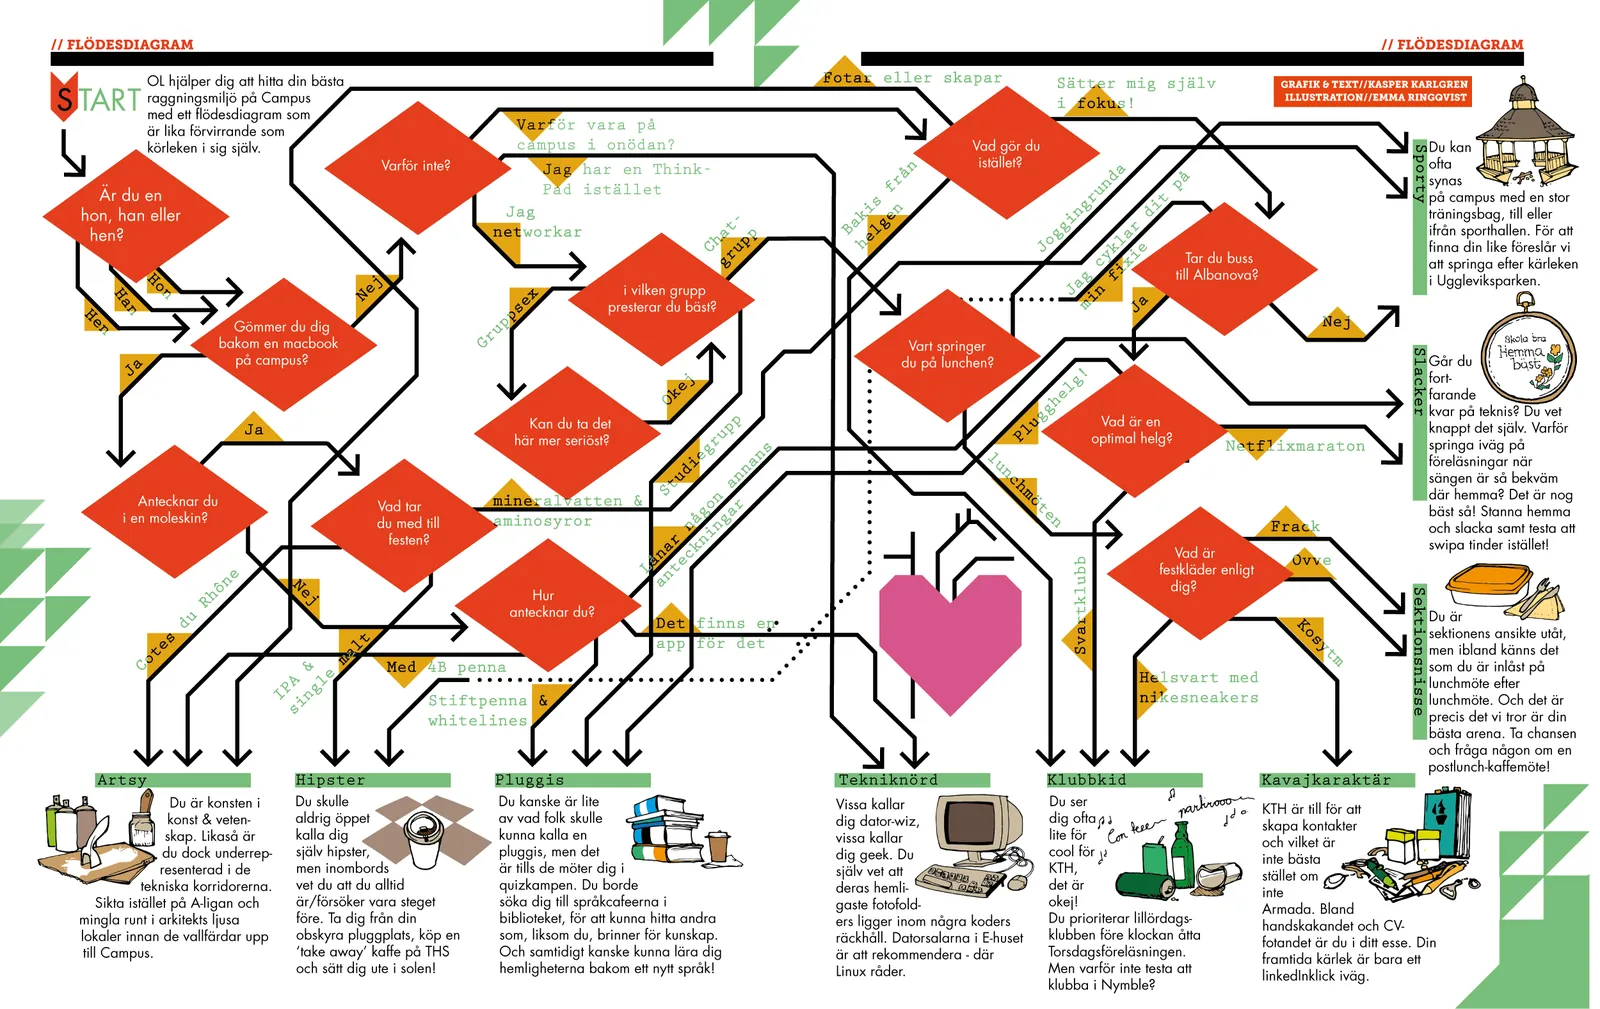 // FLÖDESDIAGRAM
// FLÖDESDIAGRAM
START
OL hjälper dig att hitta din bästa
raggningsmiljö på Campus
med ett flödesdiagram som
är lika förvirrande som
körleken i sig själv.
GRAFIK & TEXT//KASPER KARLGREN
ILLUSTRATION//EMMA RINGQVIST
Är du en
hon, han eller
hen?
Hon
Han
Hen
Gömmer du dig
bakom en macbook
på campus?
Nej
Ja
Varför inte?
Varför vara på
campus i onödan?
Jag har en Think-
Pad istället
Jag
networkar
Vad gör du
istället?
Fotar eller skapar
Sätter mig själv
i fokus!
Bakis från
helgen
i vilken grupp
presterar du bäst?
Chat-
grupp
Gruppsex
Studiegrupp
Kan du ta det
här mer seriöst?
Okej
Tar du buss
till Albanova?
Ja
Nej
Vart springer
du på lunchen?
Joggingrunda
Jag cyklar dit på
min fixie
lunchmöten
Vad är en
optimal helg?
Plugghelg!
Netflixmaraton
Svartklubb
Antecknar du
i en moleskin?
Ja
Nej
Vad tar
du med till
festen?
mineralvatten &
aminosyror
Cotes du Rhône
IPA &
single malt
Hur
antecknar du?
Lånar någon annans
anteckningar
Det finns en
app för det
Med 4B penna
Stiftpenna &
whitelines
Vad är
festkläder enligt
dig?
Frack
Ovve
Kostym
Helsvart med
nikesneakers
Sporty
Du kan
ofta
synas
på campus med en stor
träningsbag, till eller
ifrån sporthallen. För att
finna din like föreslår vi
att springa efter kärleken
i Uggleviksparken.
Slacker
Skola bra
Hemma
bäst
Går du
fort-
farande
kvar på teknis? Du vet
knappt det själv. Varför
springa iväg på
föreläsningar när
sängen är så bekväm
där hemma? Det är nog
bäst så! Stanna hemma
och slacka samt testa att
swipa tinder istället!
Sektionsnisse
Du är
sektionens ansikte utåt,
men ibland känns det
som du är inlåst på
lunchmöte efter
lunchmöte. Och det är
precis det vi tror är din
bästa arena. Ta chansen
och fråga någon om en
postlunch-kaffemöte!
Artsy
Du är konsten i
konst & veten-
skap. Likaså är
du dock underrep-
resenterad i de
tekniska korridorerna.
Sikta istället på A-ligan och
mingla runt i arkitekts ljusa
lokaler innan de vallfärdar upp
till Campus.
Hipster
Du skulle
aldrig öppet
kalla dig
själv hipster,
men inombords
vet du att du alltid
är/försöker vara steget
före. Ta dig från din
obskyra pluggplats, köp en
'take away' kaffe på THS
och sätt dig ute i solen!
Pluggis
Du kanske är lite
av vad folk skulle
kunna kalla en
pluggis, men det
är tills de möter dig i
quizkampen. Du borde
söka dig till språkcafeerna i
biblioteket, för att kunna hitta andra
som, liksom du, brinner för kunskap.
Och samtidigt kanske kunna lära dig
hemligheterna bakom ett nytt språk!
Tekniknörd
Vissa kallar
dig dator-wiz,
vissa kallar
dig geek. Du
själv vet att
deras hemli-
gaste fotofold-
ers ligger inom några koders
räckhåll. Datorsalarna i E-huset
är att rekommendera - där
Linux råder.
Klubbkid
Du ser
dig ofta
lite för
cool för
KTH,
det är
okej!
Du prioriterar lillördags-
klubben före klockan åtta
Torsdagsföreläsningen.
Men varför inte testa att
klubba i Nymble?
Kavajkaraktär
KTH är till för att
skapa kontakter
och vilket är
inte bästa
stället om
inte
Armada. Bland
handskakandet och CV-
fotandet är du i ditt esse. Din
framtida kärlek är bara ett
linkedInklick iväg.